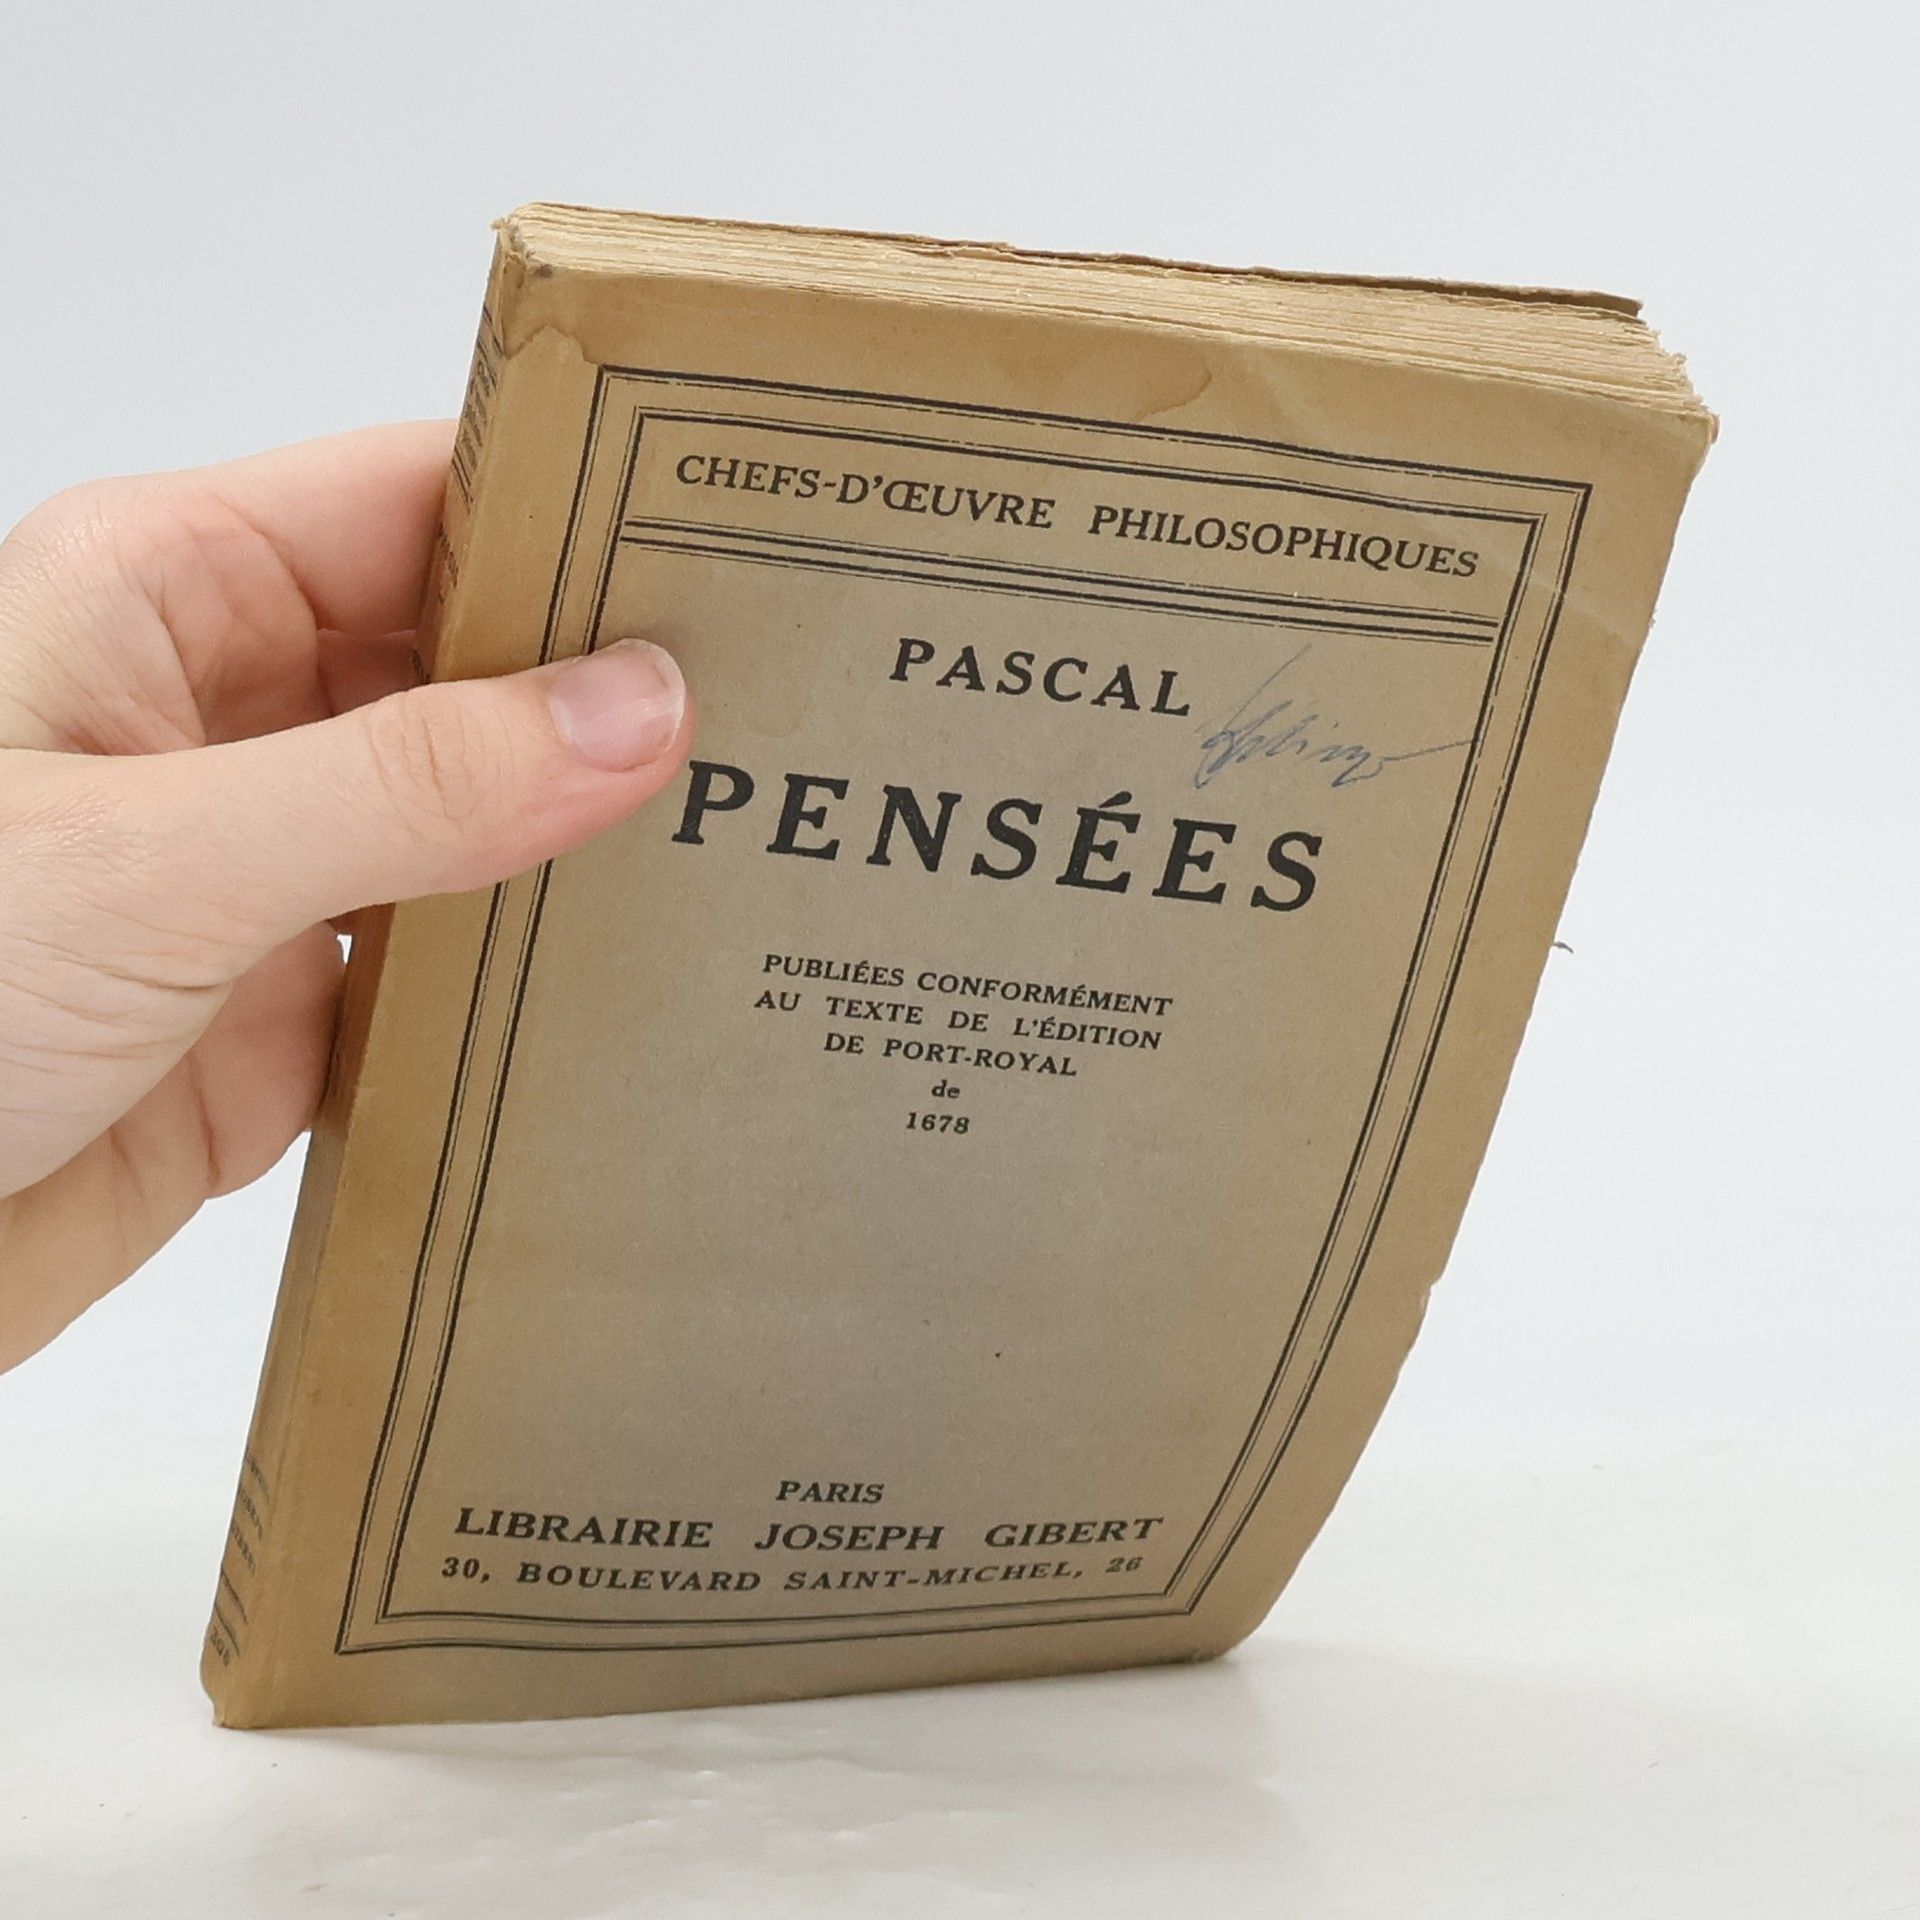 CHEFS-D'ŒUVRE PHILOSOPHIQUES
PASCAL
PENSÉES
PUBLIÉES CONFORMÉMENT
AU TEXTE DE L'ÉDITION
DE PORT-ROYAL
de
1678
PARIS
LIBRAIRIE JOSEPH GIBERT
30, BOULEVARD SAINT-MICHEL, 26